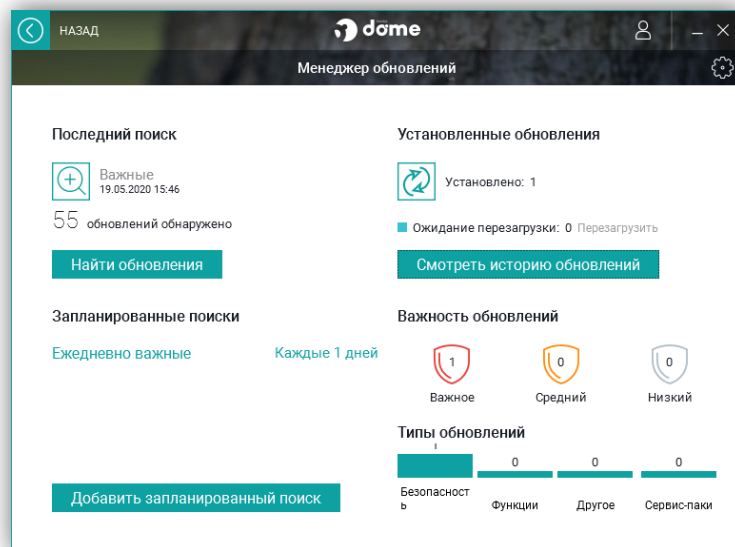 НАЗАД
dome
Менеджер обновлений
Последний поиск
Важные
19.05.2020 15:46
55 обновлений обнаружено
Найти обновления
Установленные обновления
Установлено: 1
Ожидание перезагрузки: 0 Перезагрузить
Смотреть историю обновлений
Запланированные поиски
Ежедневно важные Каждые 1 дней
Добавить запланированный поиск
Важность обновлений
1 0 0
Важное Средний Низкий
Типы обновлений
0 0 0
Безопасност
ь Функции Другое Сервис-паки